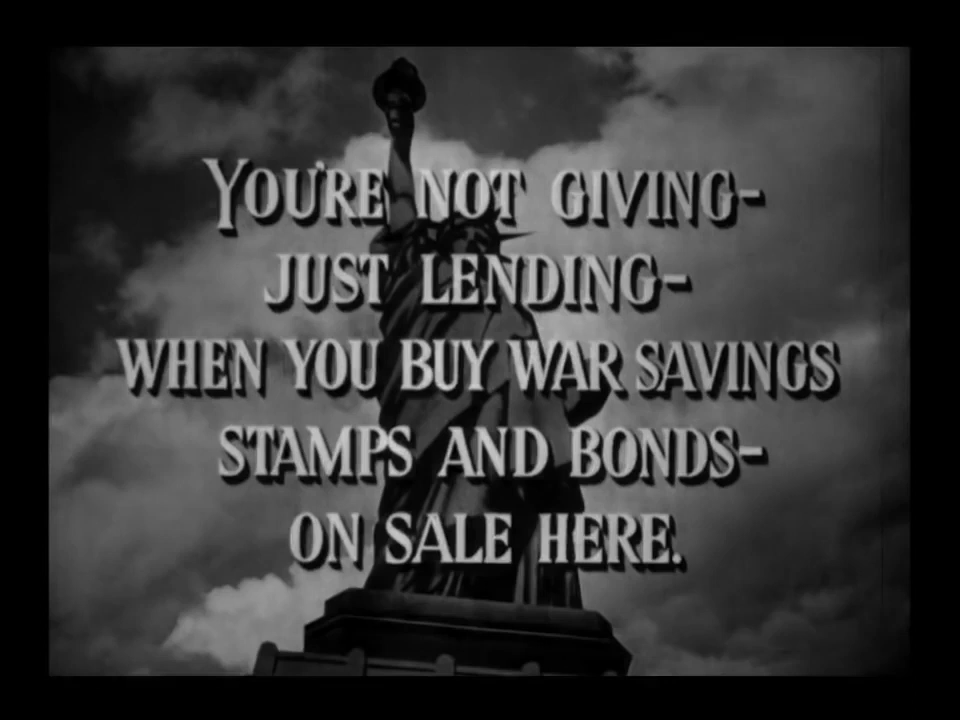 YOU'RE NOT GIVING-
JUST LENDING-
WHEN YOU BUY WAR SAVINGS
STAMPS AND BONDS-
ON SALE HERE.